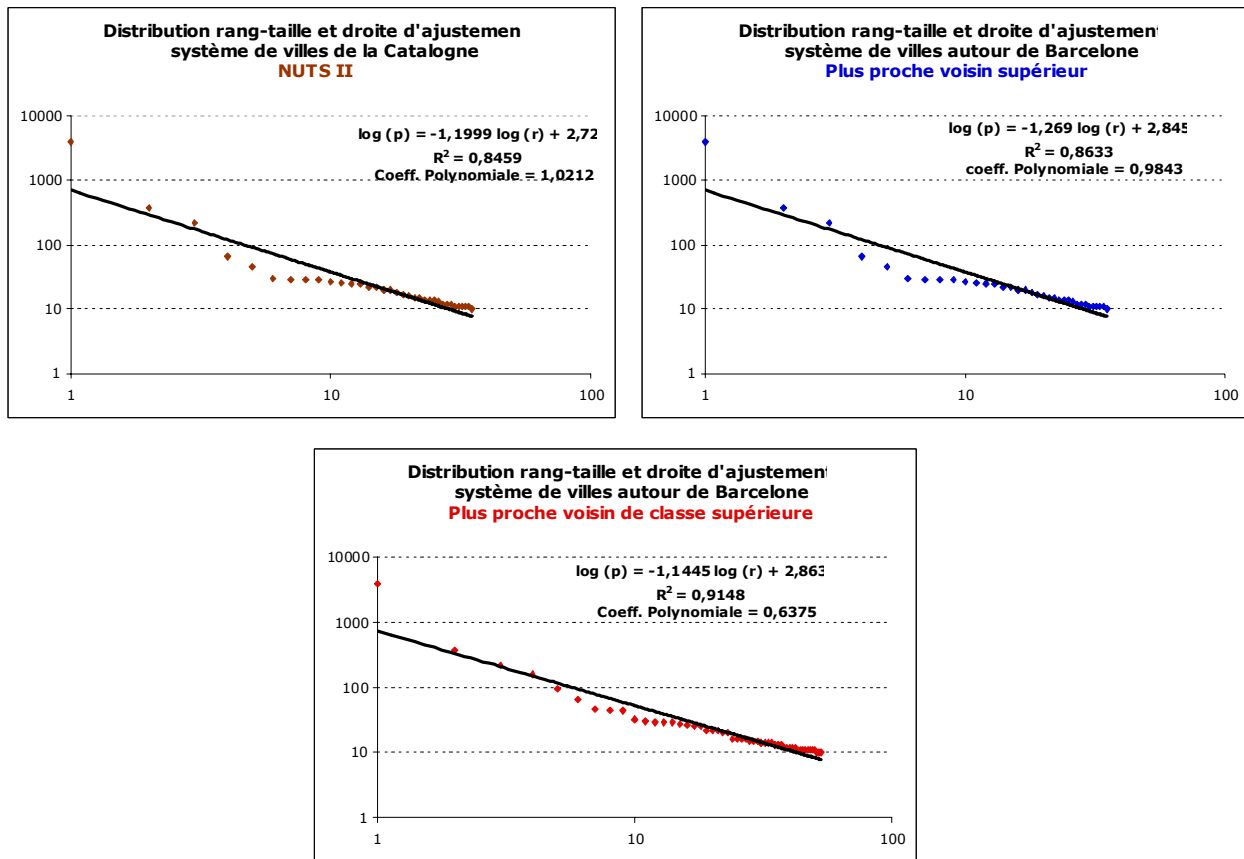 Distribution rang-taille et droite d'ajustemen
système de villes de la Catalogne
NUTS II
log (p) = -1,1999 log (r) + 2,72
R² = 0,8459
Coeff. Polynomiale = 1,0212
10000
1000
100
10
1
1
10
100
Distribution rang-taille et droite d'ajustement
système de villes autour de Barcelone
Plus proche voisin supérieur
log (p) = -1,269 log (r) + 2,845
R² = 0,8633
coeff. Polynomiale = 0,9843
10000
1000
100
10
1
1
10
100
Distribution rang-taille et droite d'ajustement
système de villes autour de Barcelone
Plus proche voisin de classe supérieure
log (p) = -1,1445 log (r) + 2,863
R² = 0,9148
Coeff. Polynomiale = 0,6375
10000
1000
100
10
1
1
10
100